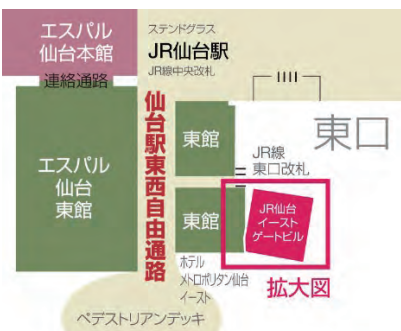 エスパル
仙台本館
ステンドグラス
JR仙台駅
JR線中央改札
連絡通路
仙台駅東西自由通路
エスパル
仙台
東館
東館
JR線
東口改札
東口
東館
JR仙台
イースト
ゲートビル
拡大図
ホテル
メトロポリタン仙台
イースト
ペデストリアンデッキ